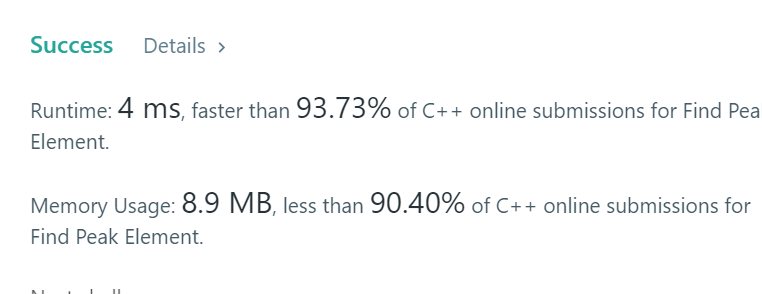 Success Details >
Runtime: 4 ms, faster than 93.73% of C++ online submissions for Find Pea
Element.
Memory Usage: 8.9 MB, less than 90.40% of C++ online submissions for
Find Peak Element.